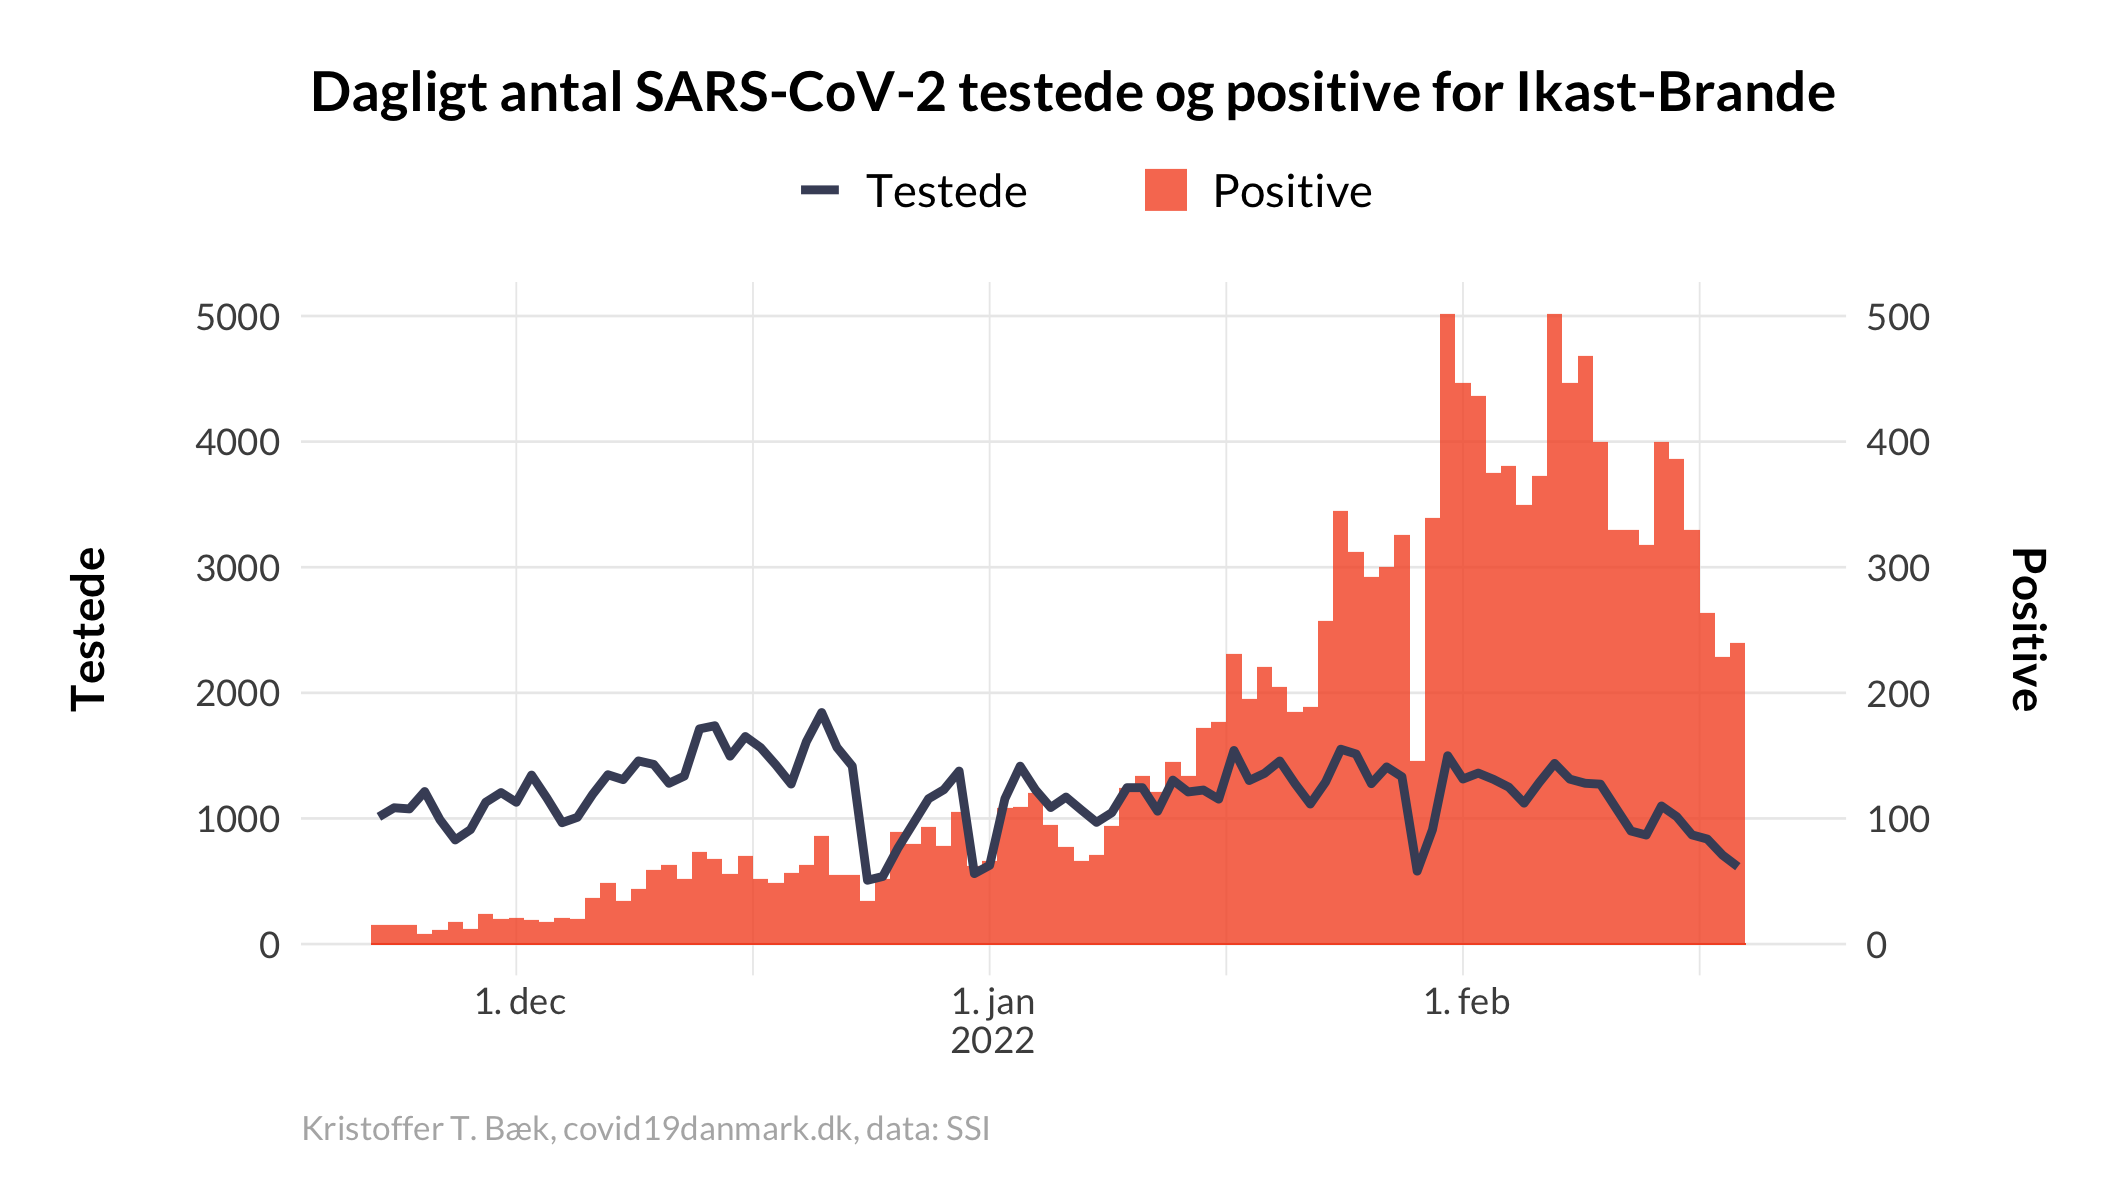 Dagligt antal SARS-CoV-2 testede og positive for Ikast-Brande
Testede
Positive
5000
4000
3000
2000
1000
0
500
400
300
200
100
0
Testede
Positive
1. dec
1. jan
2022
1. feb
Kristoffer T. Bæk, covid19danmark.dk, data: SSI